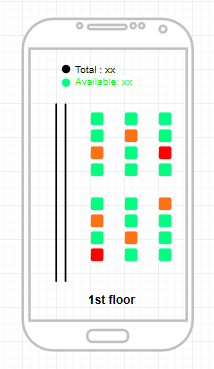 Total : xx
Available: xx
1st floor